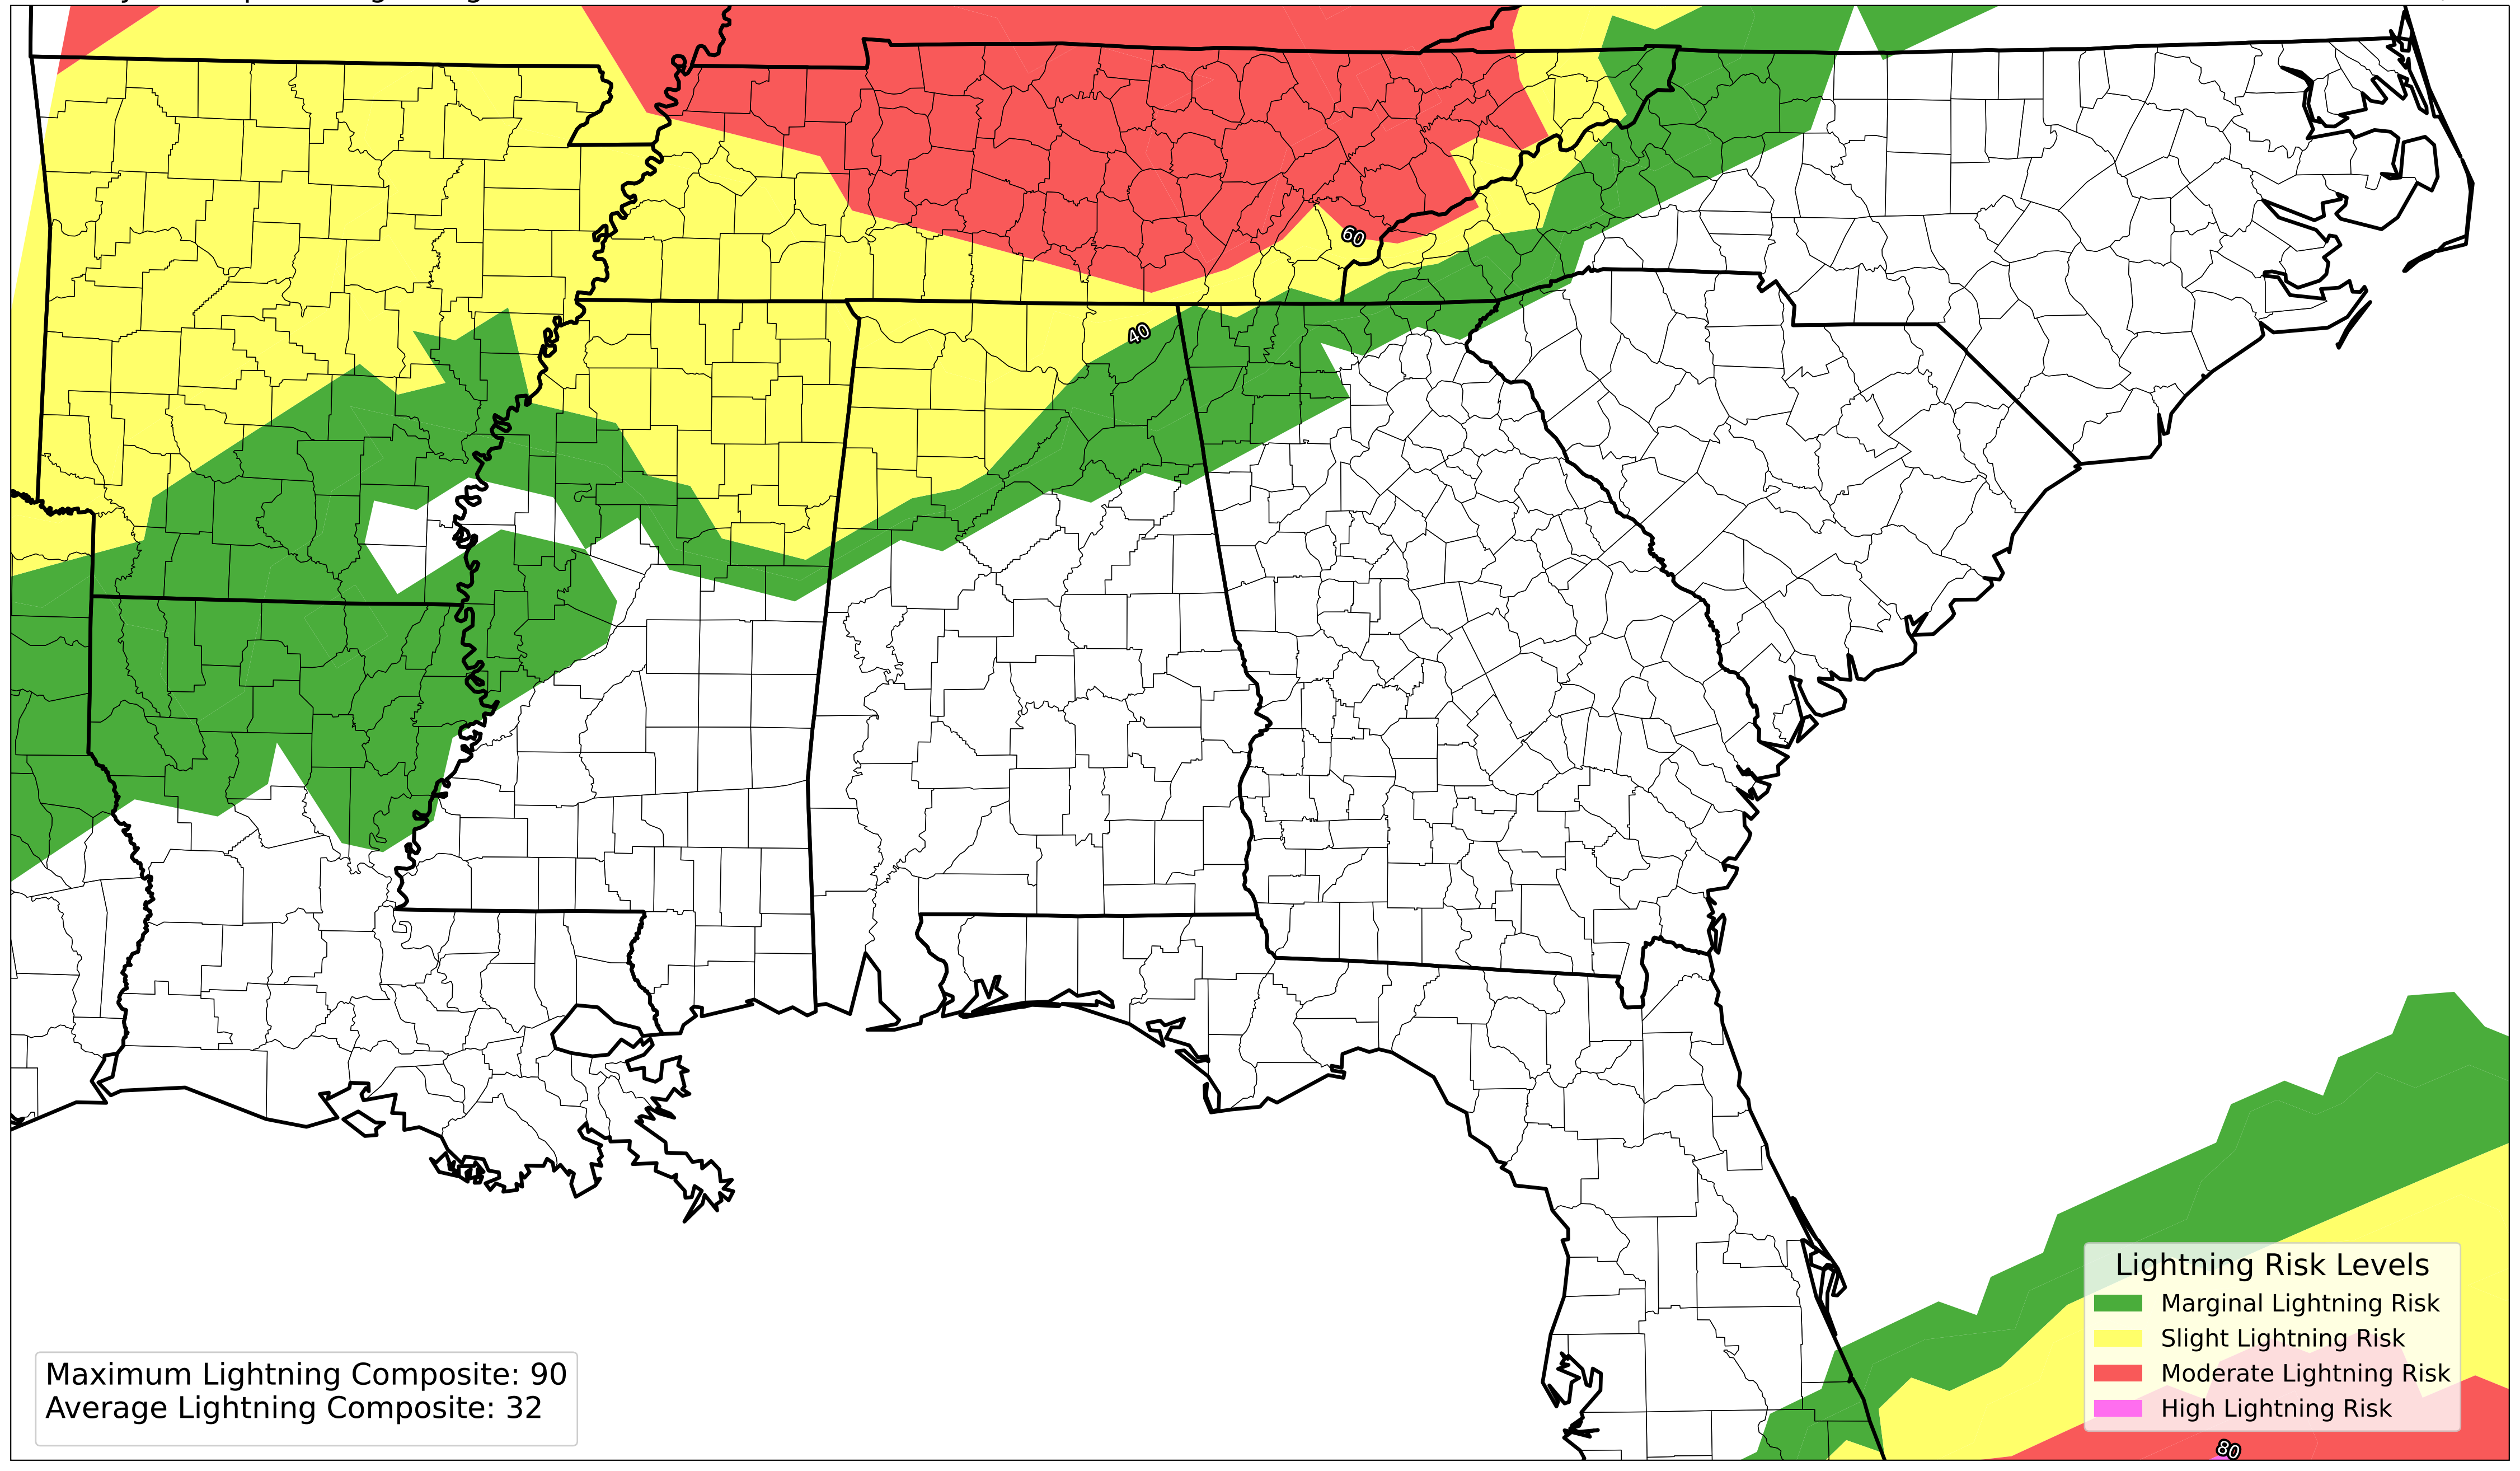 60
40
Lightning Risk Levels
Marginal Lightning Risk
Slight Lightning Risk
Moderate Lightning Risk
High Lightning Risk
Maximum Lightning Composite: 90
Average Lightning Composite: 32
80